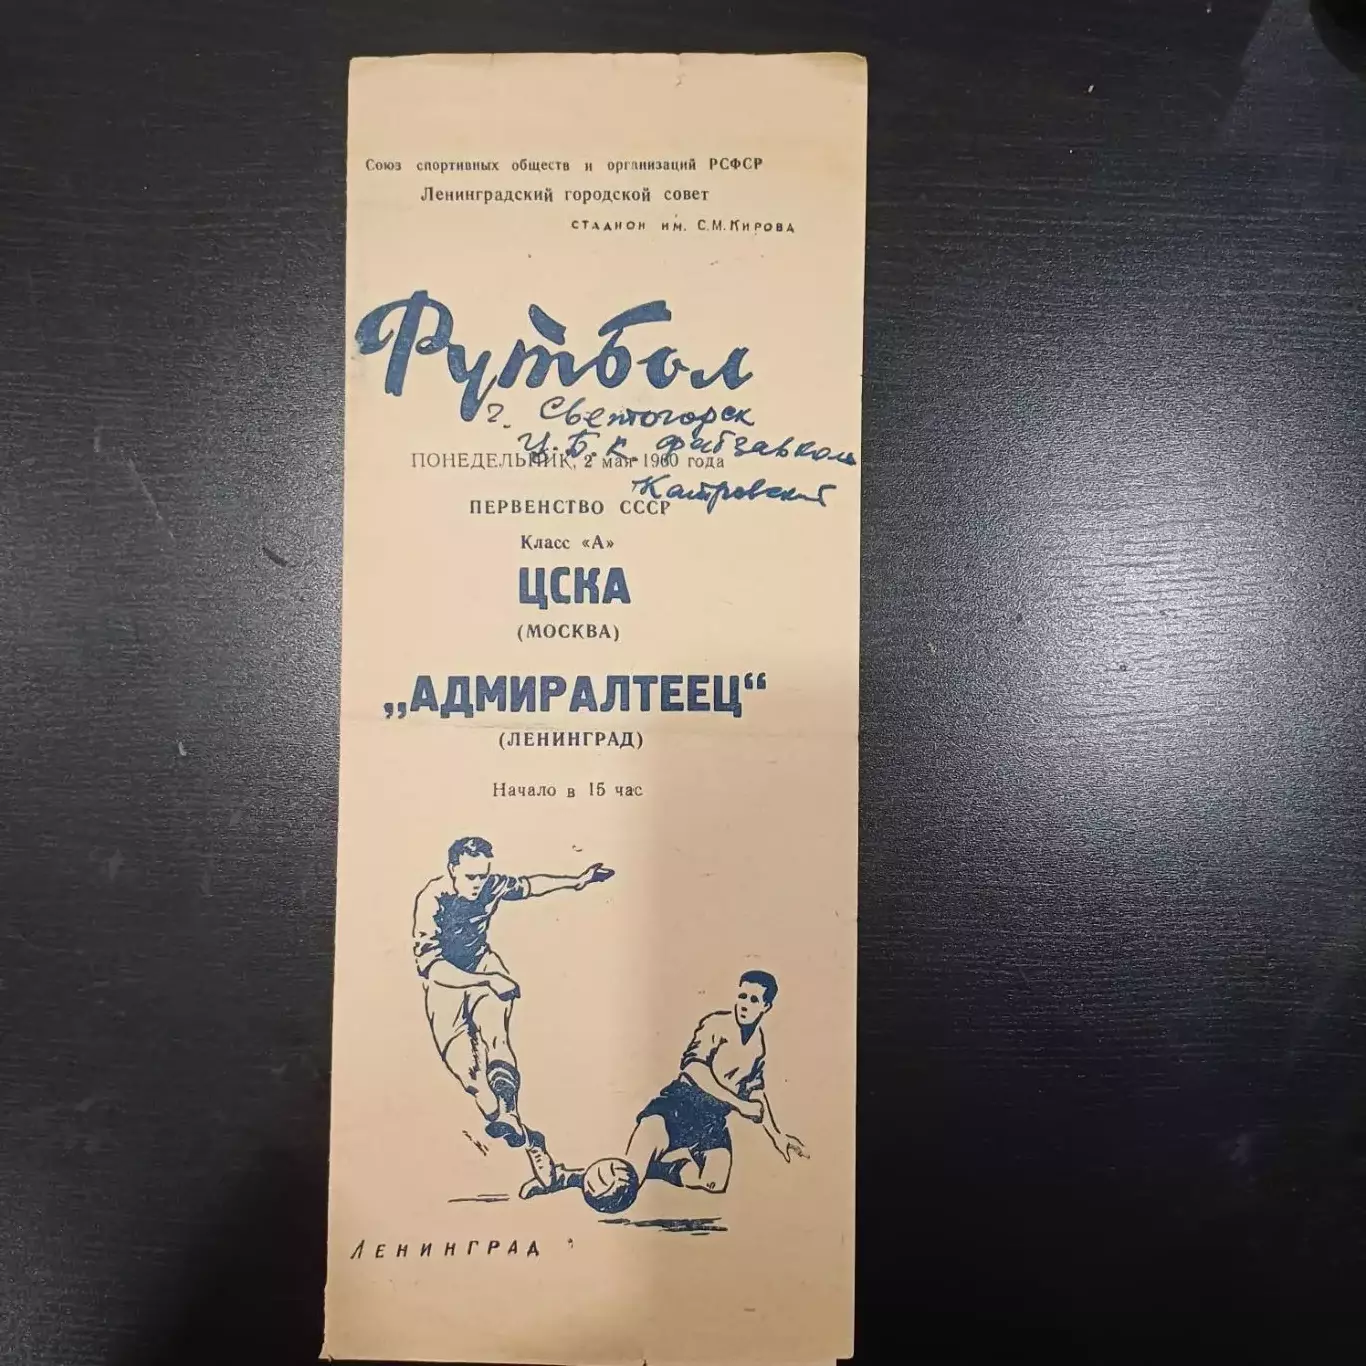 Союз спортивных обществ и организаций РСФСР
Ленинградский городской совет
СТАДИОН ИМ. С.М.КИРОВА
Футбол
г. Светогорск
Ц.Б.К. Фабзавком
ПОНЕДЕЛЬНИК, 2 мая 1960 года
ПЕРВЕНСТВО СССР
Класс «А»
ЦСКА
(МОСКВА)
„АДМИРАЛТЕЕЦ“
(ЛЕНИНГРАД)
Начало в 15 час
ЛЕНИНГРАД